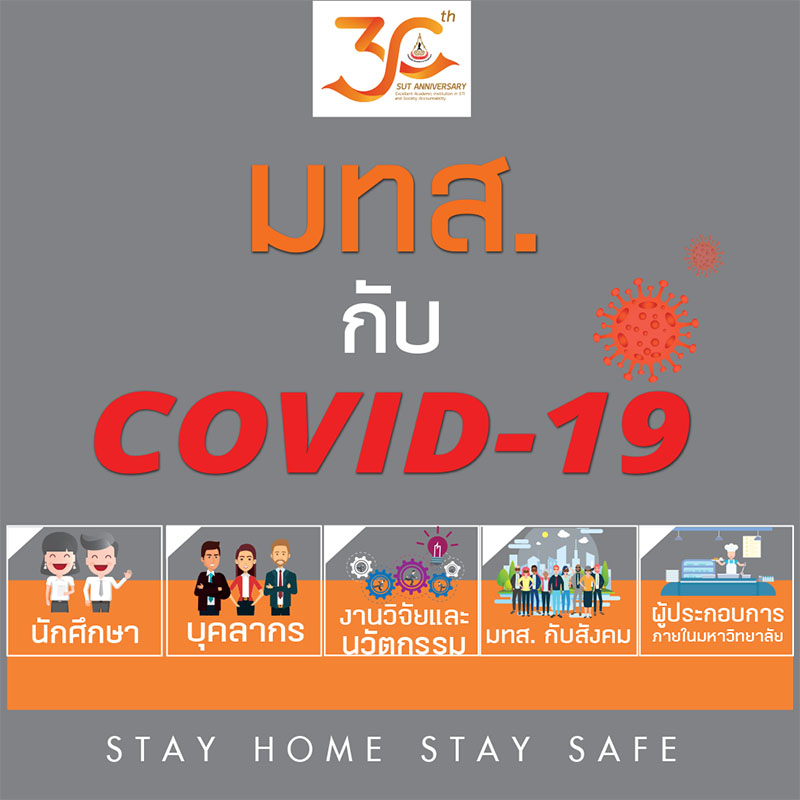 30th
SUT ANNIVERSARY
Excellent Academic Institution in STI
and Society Accountability
มทส.
กับ
COVID-19
นักศึกษา
บุคลากร
งานวิจัยและ
นวัตกรรม
มทส. กับสังคม
ผู้ประกอบการ
ภายในมหาวิทยาลัย
STAY HOME STAY SAFE